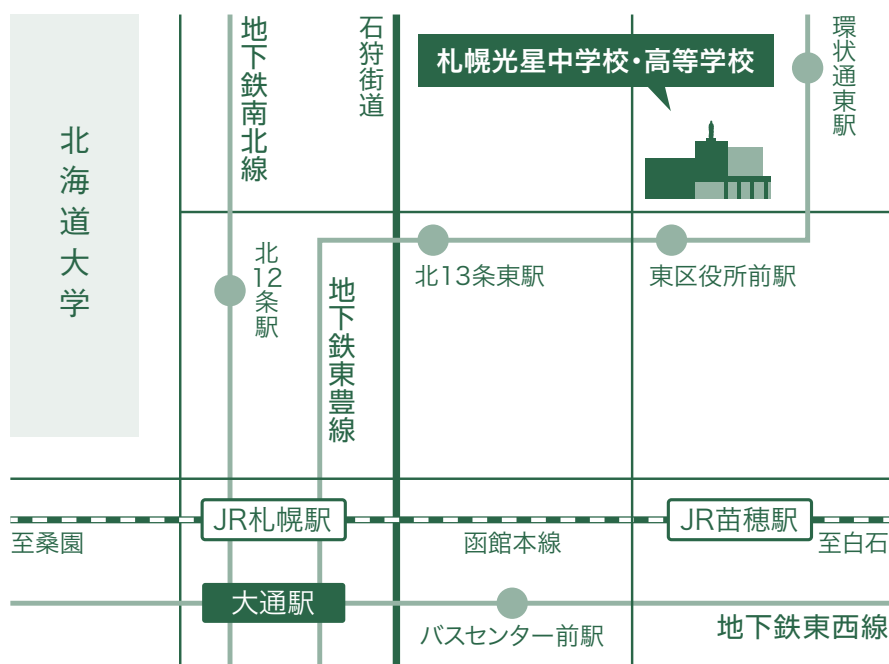 地下鉄南北線
石狩街道
札幌光星中学校・高等学校
環状通東駅
北海道大学
北12条駅
地下鉄東豊線
北13条東駅
東区役所前駅
JR札幌駅
JR苗穂駅
至桑園
函館本線
至白石
大通駅
バスセンター前駅
地下鉄東西線